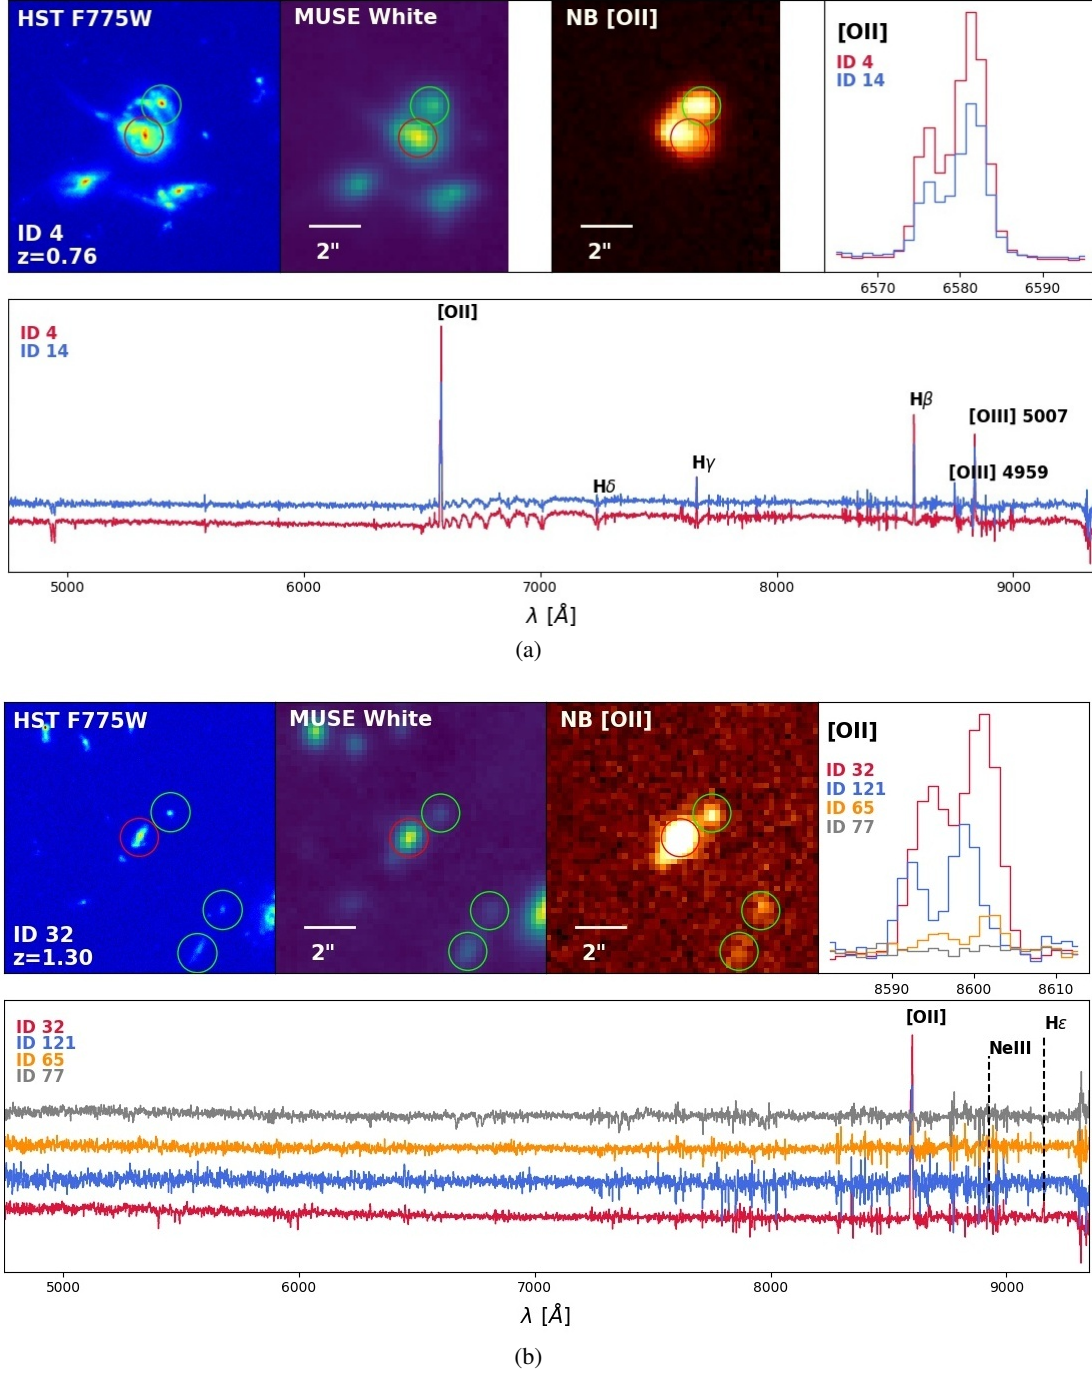 HST F775W
MUSE White
NB [OII]
[OII]
ID 4
ID 14
ID 4
z=0.76
2"
2"
6570 6580 6590
ID 4
ID 14
[OII]
Hδ
Hγ
Hβ
[OIII] 5007
[OIII] 4959
5000 6000 7000 8000 9000
λ [Å]
(a)
HST F775W
MUSE White
NB [OII]
[OII]
ID 32
ID 121
ID 65
ID 77
ID 32
z=1.30
2"
2"
8590 8600 8610
ID 32
ID 121
ID 65
ID 77
[OII]
NeIII
Hε
5000 6000 7000 8000 9000
λ [Å]
(b)